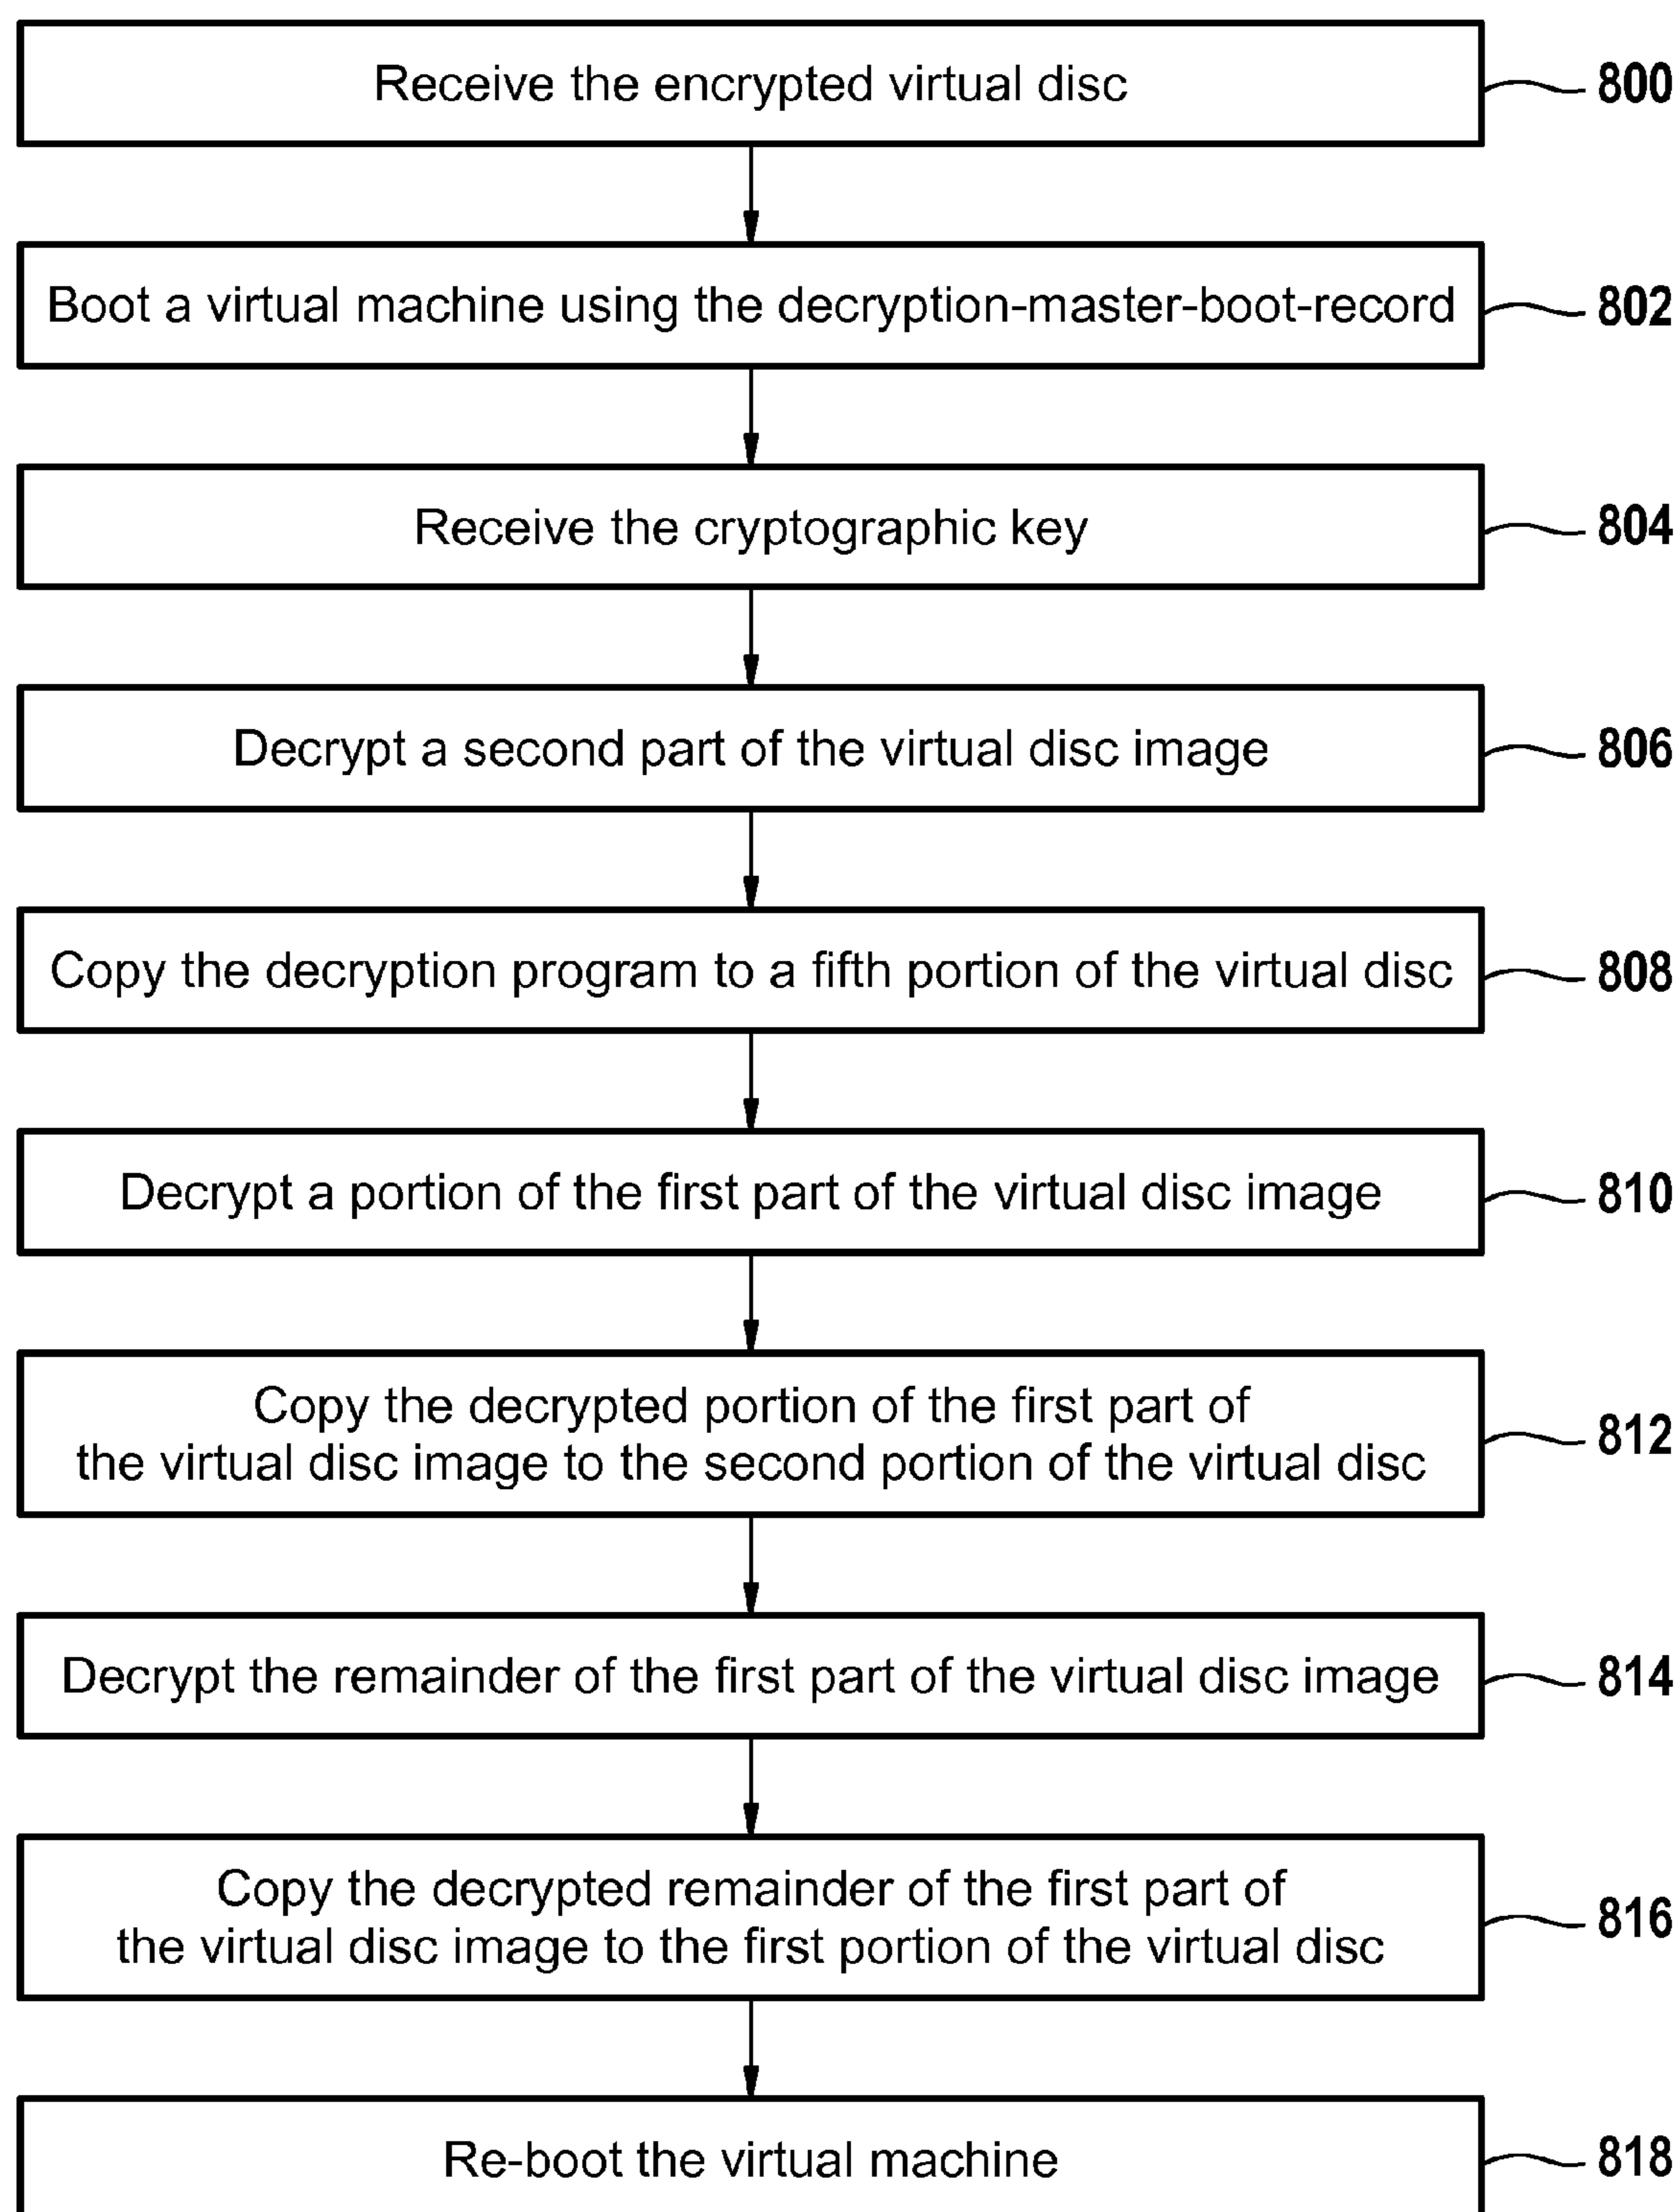 Receive the encrypted virtual disc
800
Boot a virtual machine using the decryption-master-boot-record
802
Receive the cryptographic key
804
Decrypt a second part of the virtual disc image
806
Copy the decryption program to a fifth portion of the virtual disc
808
Decrypt a portion of the first part of the virtual disc image
810
Copy the decrypted portion of the first part of
the virtual disc image to the second portion of the virtual disc
812
Decrypt the remainder of the first part of the virtual disc image
814
Copy the decrypted remainder of the first part of
the virtual disc image to the first portion of the virtual disc
816
Re-boot the virtual machine
818